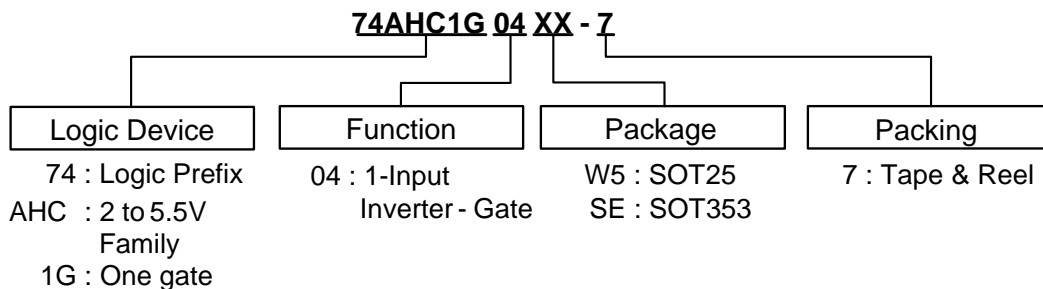 74AHC1G 04 XX - 7
Logic Device
74 : Logic Prefix
AHC : 2 to 5.5V
Family
1G : One gate
Function
04 : 1-Input
Inverter - Gate
Package
W5 : SOT25
SE : SOT353
Packing
7 : Tape & Reel